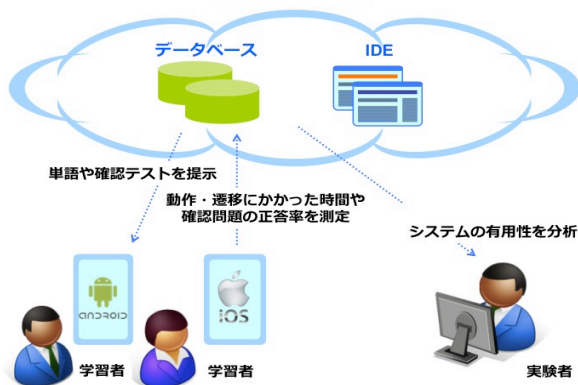 データベース
IDE
単語や確認テストを提示
動作・遷移にかかった時間や
確認問題の正答率を測定
システムの有用性を分析
ANDROID
iOS
学習者
学習者
実験者